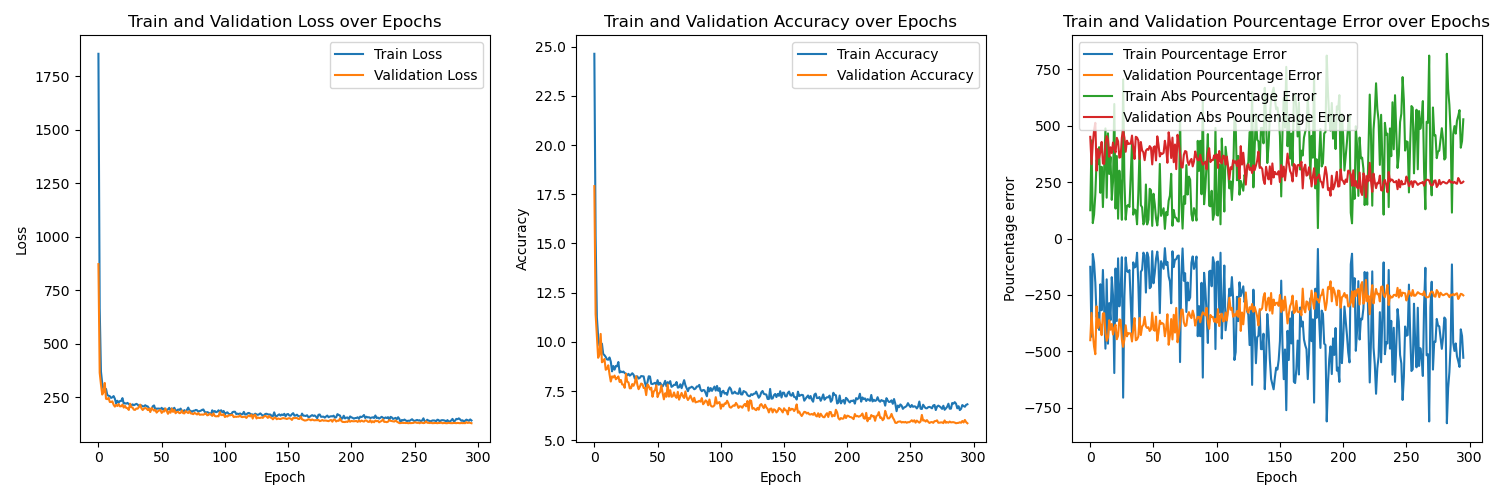 Train and Validation Loss over Epochs
Train Loss
Validation Loss
1750
1500
1250
1000
750
500
250
Loss
0
50
100
150
200
250
300
Epoch
Train and Validation Accuracy over Epochs
Train Accuracy
Validation Accuracy
25.0
22.5
20.0
17.5
15.0
12.5
10.0
7.5
5.0
Accuracy
0
50
100
150
200
250
300
Epoch
Train and Validation Pourcentage Error over Epochs
Train Pourcentage Error
Validation Pourcentage Error
Train Abs Pourcentage Error
Validation Abs Pourcentage Error
750
500
250
0
−250
−500
−750
Pourcentage error
0
50
100
150
200
250
300
Epoch